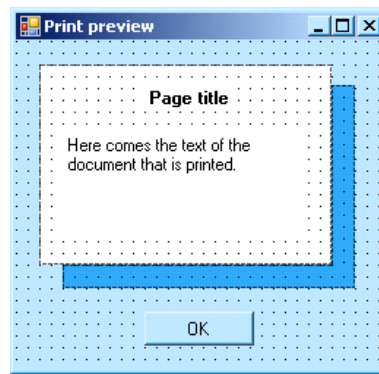 Print preview
Page title
Here comes the text of the
document that is printed.
OK